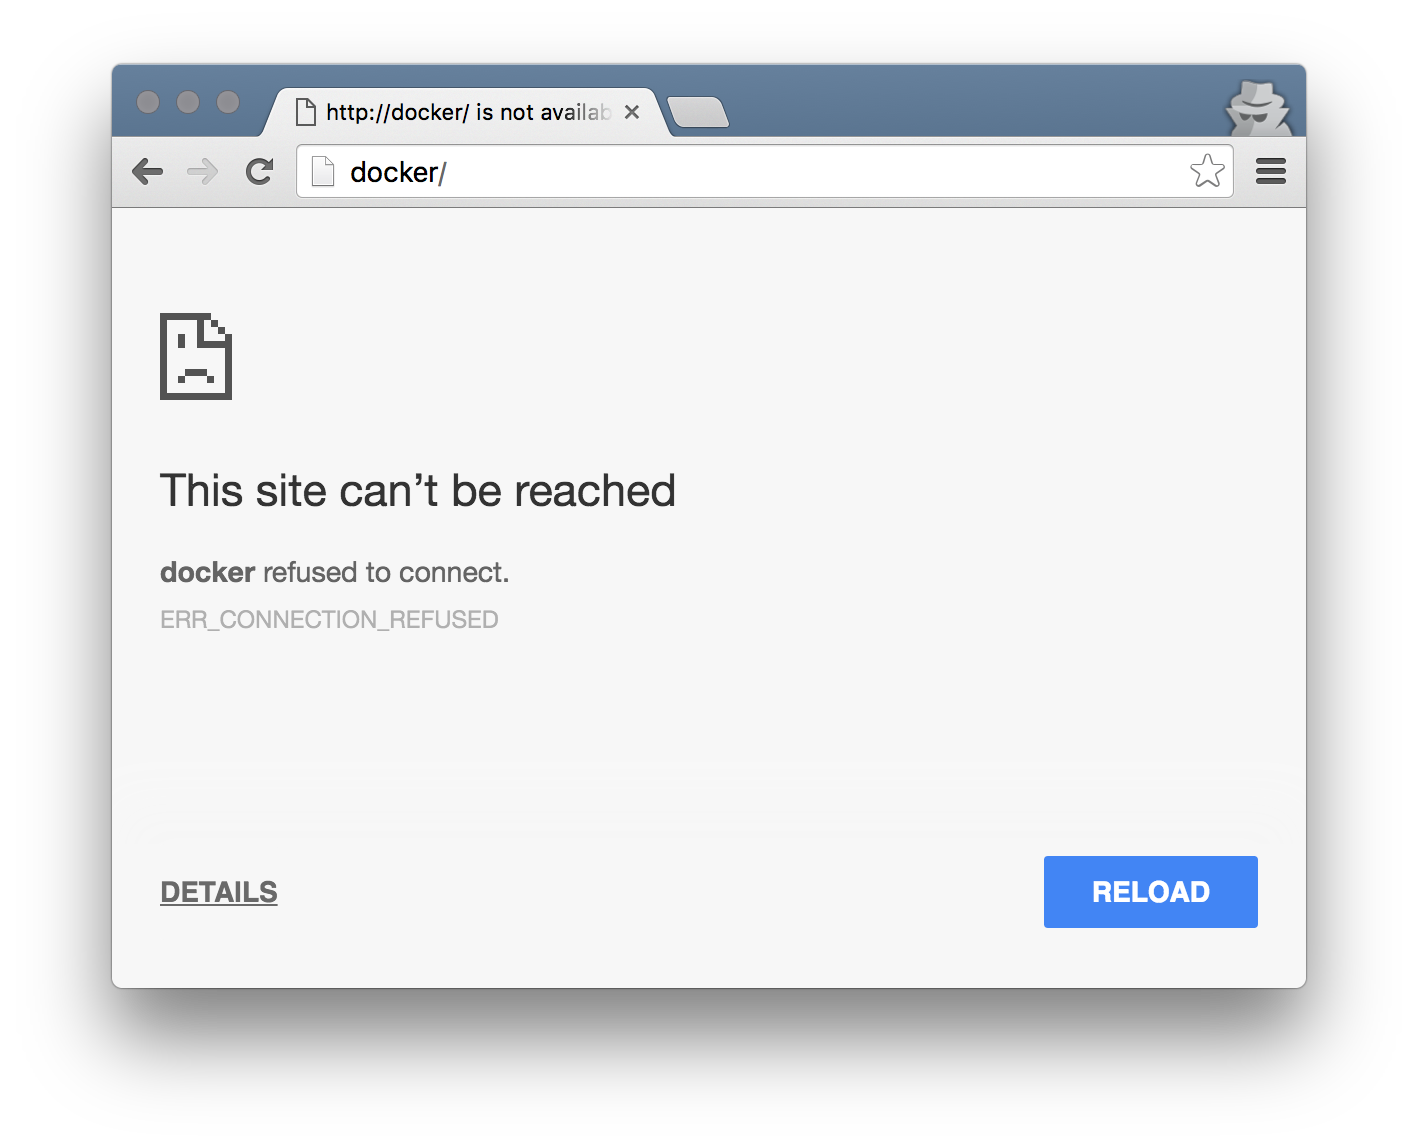 http://docker/ is not availab
docker/
This site can’t be reached
docker refused to connect.
ERR_CONNECTION_REFUSED
DETAILS
RELOAD